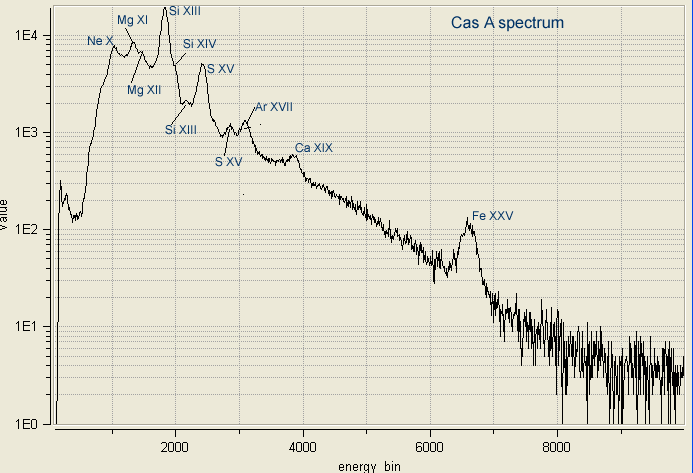 Cas A spectrum
Si XIII
Mg XI
Ne X
Si XIV
Mg XII
S XV
Si XIII
Ar XVII
S XV
Ca XIX
Fe XXV
1E4
1E3
1E2
1E1
1E0
value
2000 4000 6000 8000
energy bin